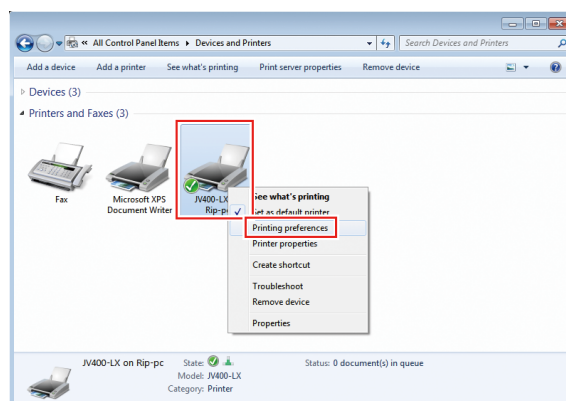 « All Control Panel Items ▸ Devices and Printers
Search Devices and Printers
Add a device Add a printer See what's printing Print server properties Remove device
Devices (3)
Printers and Faxes (3)
Fax
Microsoft XPS
Document Writer
JV400-LX
Rip-p
See what's printing
Set as default printer
Printing preferences
Printer properties
Create shortcut
Troubleshoot
Remove device
Properties
JV400-LX on Rip-pc State: Status: 0 document(s) in queue
Model: JV400-LX
Category: Printer